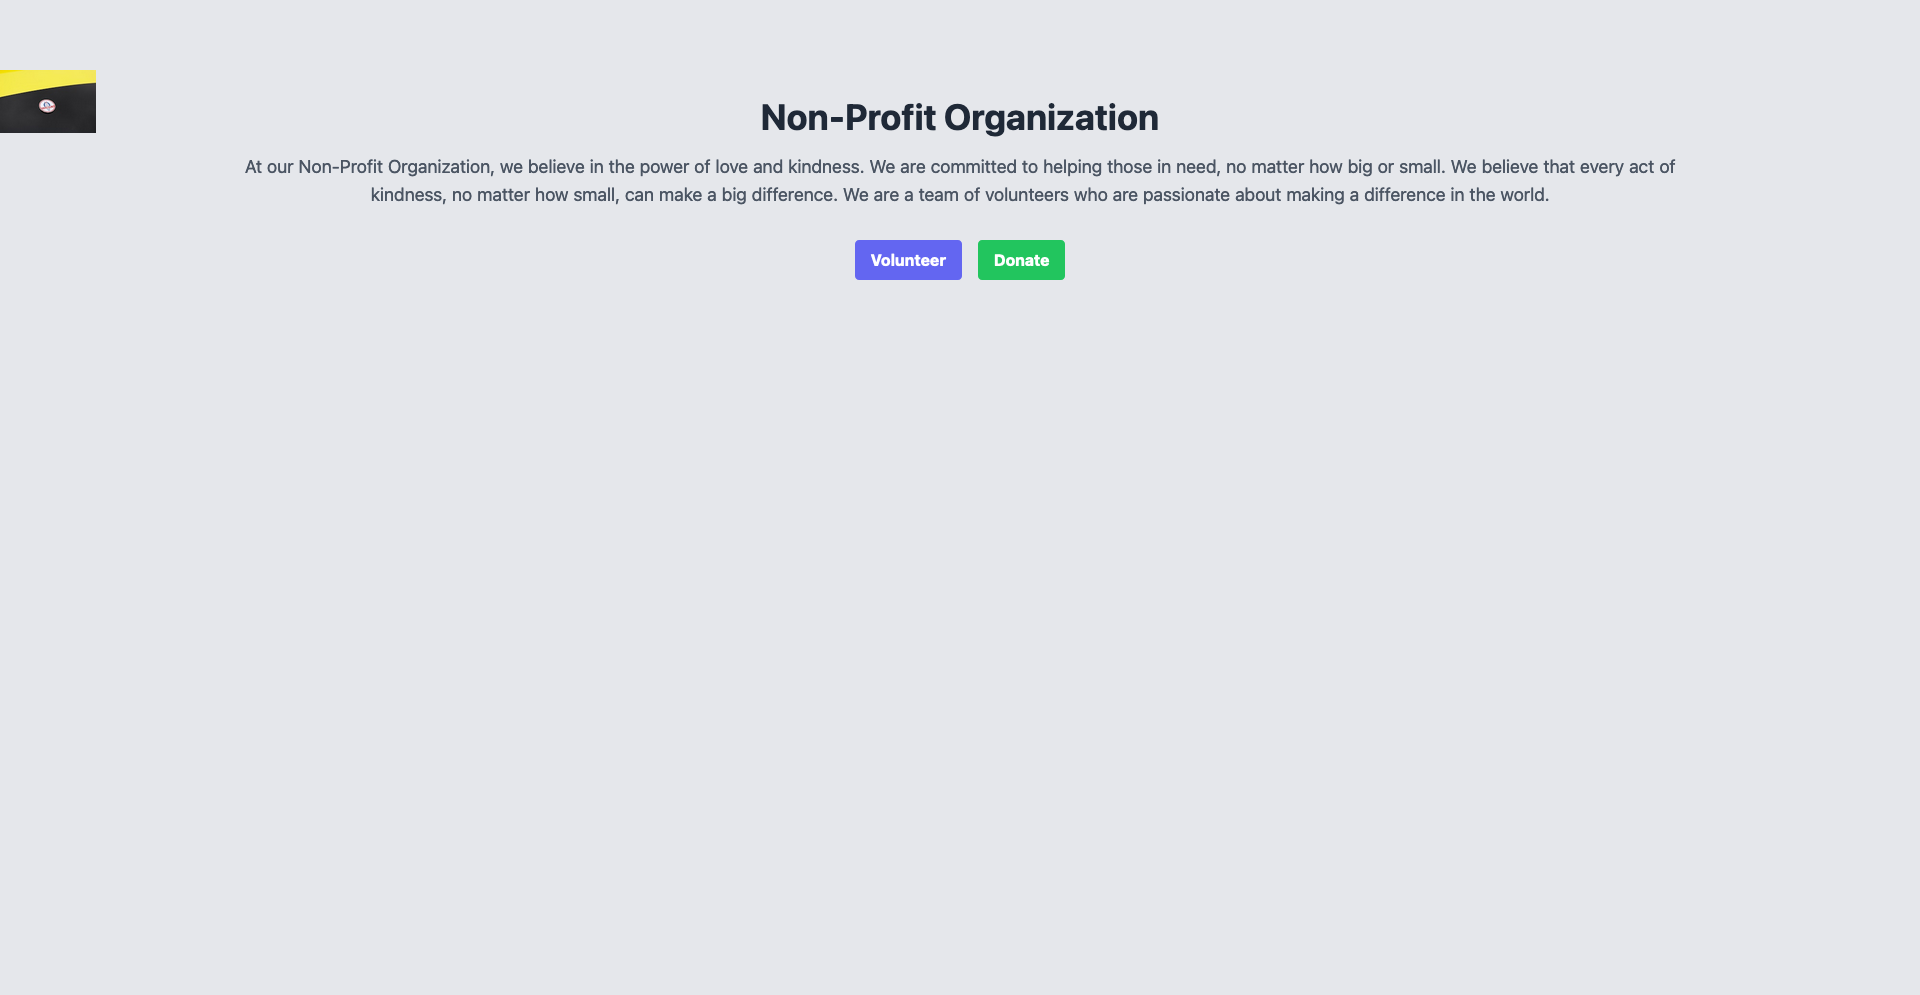 Non-Profit Organization
At our Non-Profit Organization, we believe in the power of love and kindness. We are committed to helping those in need, no matter how big or small. We believe that every act of
kindness, no matter how small, can make a big difference. We are a team of volunteers who are passionate about making a difference in the world.
Volunteer
Donate